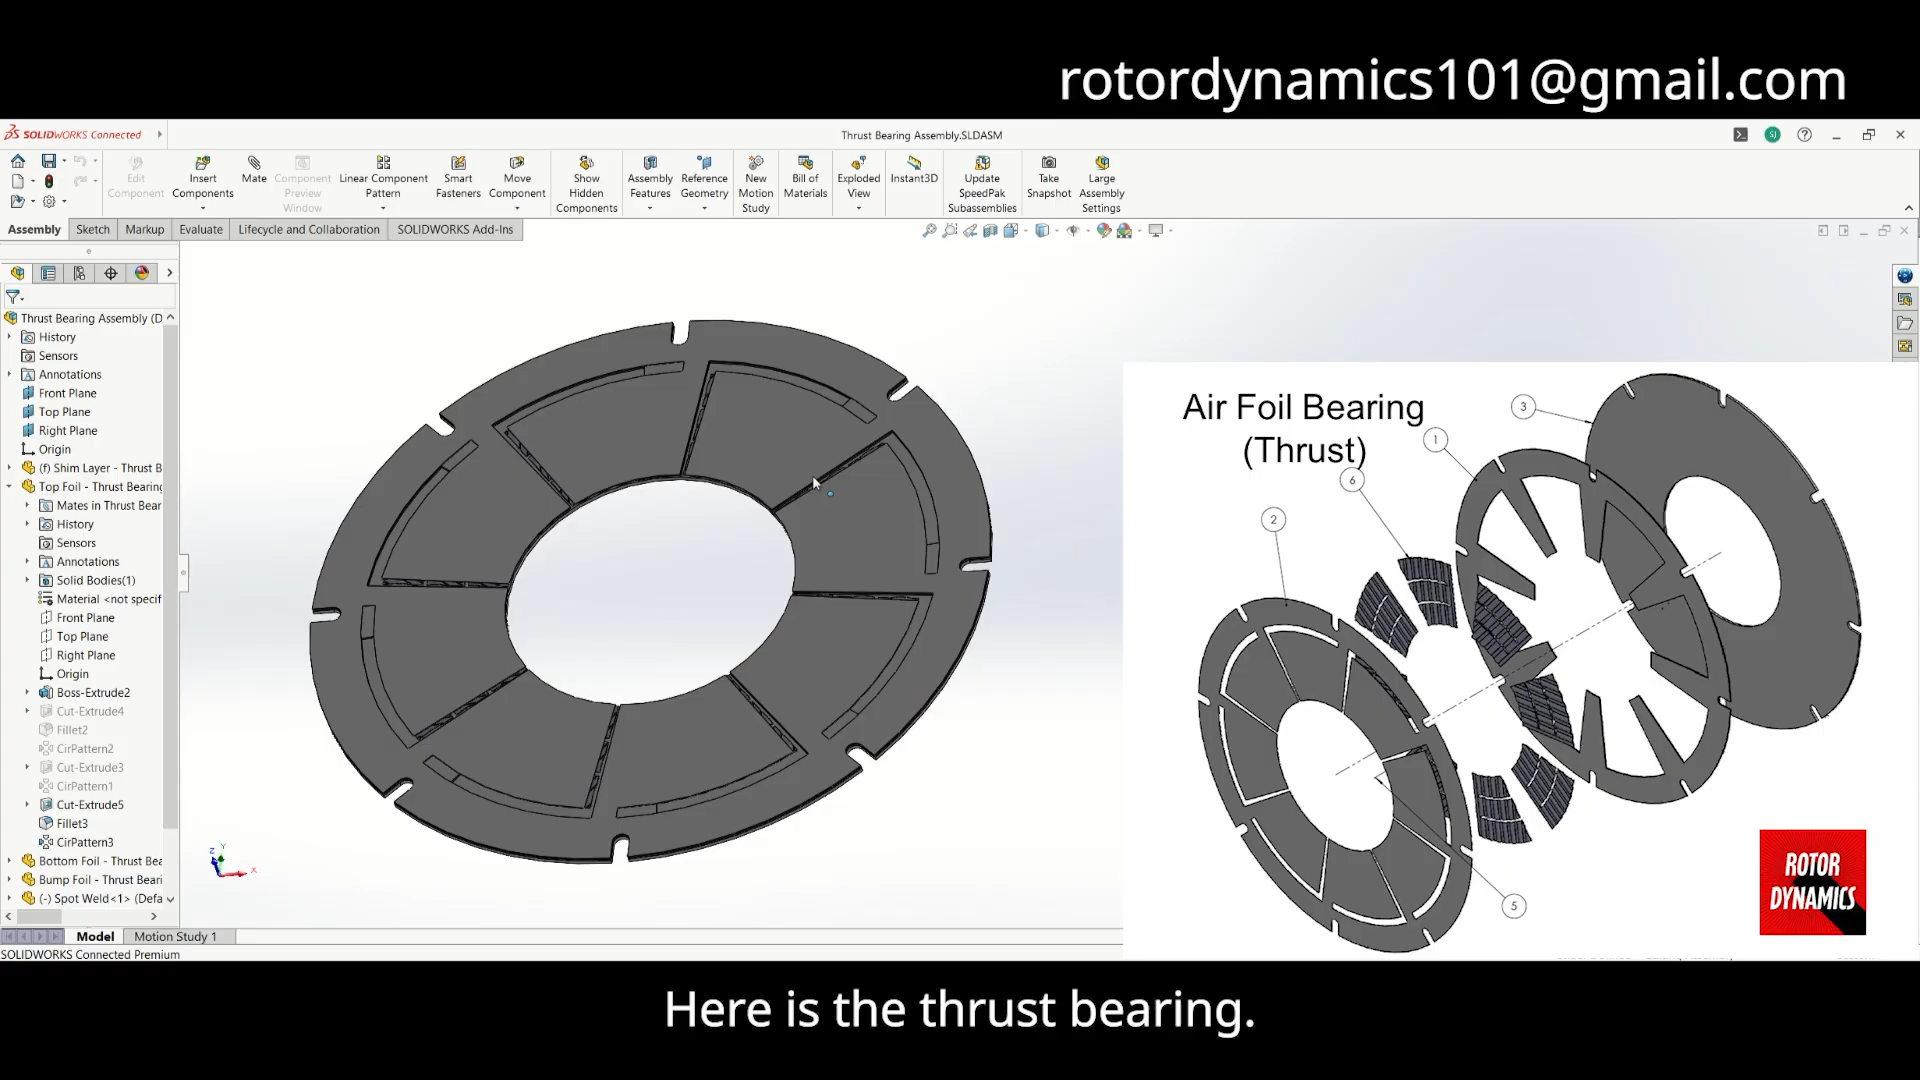 rotordynamics101@gmail.com
SOLIDWORKS Connected
Thrust Bearing Assembly.SLDASM
SJ
Edit
Component
Insert
Components
Mate
Component
Preview
Window
Linear Component
Pattern
Smart
Fasteners
Move
Component
Show
Hidden
Components
Assembly
Features
Reference
Geometry
New
Motion
Study
Bill of
Materials
Exploded
View
Instant3D
Update
SpeedPak
Subassemblies
Take
Snapshot
Large
Assembly
Settings
Assembly
Sketch
Markup
Evaluate
Lifecycle and Collaboration
SOLIDWORKS Add-Ins
Thrust Bearing Assembly (D
History
Sensors
Annotations
Front Plane
Top Plane
Right Plane
Origin
(f) Shim Layer - Thrust B
Top Foil - Thrust Bearing
Mates in Thrust Bear
History
Sensors
Annotations
Solid Bodies(1)
Material <not specif
Front Plane
Top Plane
Right Plane
Origin
Boss-Extrude2
Cut-Extrude4
Fillet2
CirPattern2
Cut-Extrude3
CirPattern1
Cut-Extrude5
Fillet3
CirPattern3
Bottom Foil - Thrust Bea
Bump Foil - Thrust Beari
(-) Spot Weld<1> (Defa
Z Y
X
Model
Motion Study 1
SOLIDWORKS Connected Premium
Air Foil Bearing
(Thrust)
3
1
6
2
5
ROTOR
DYNAMICS
Here is the thrust bearing.